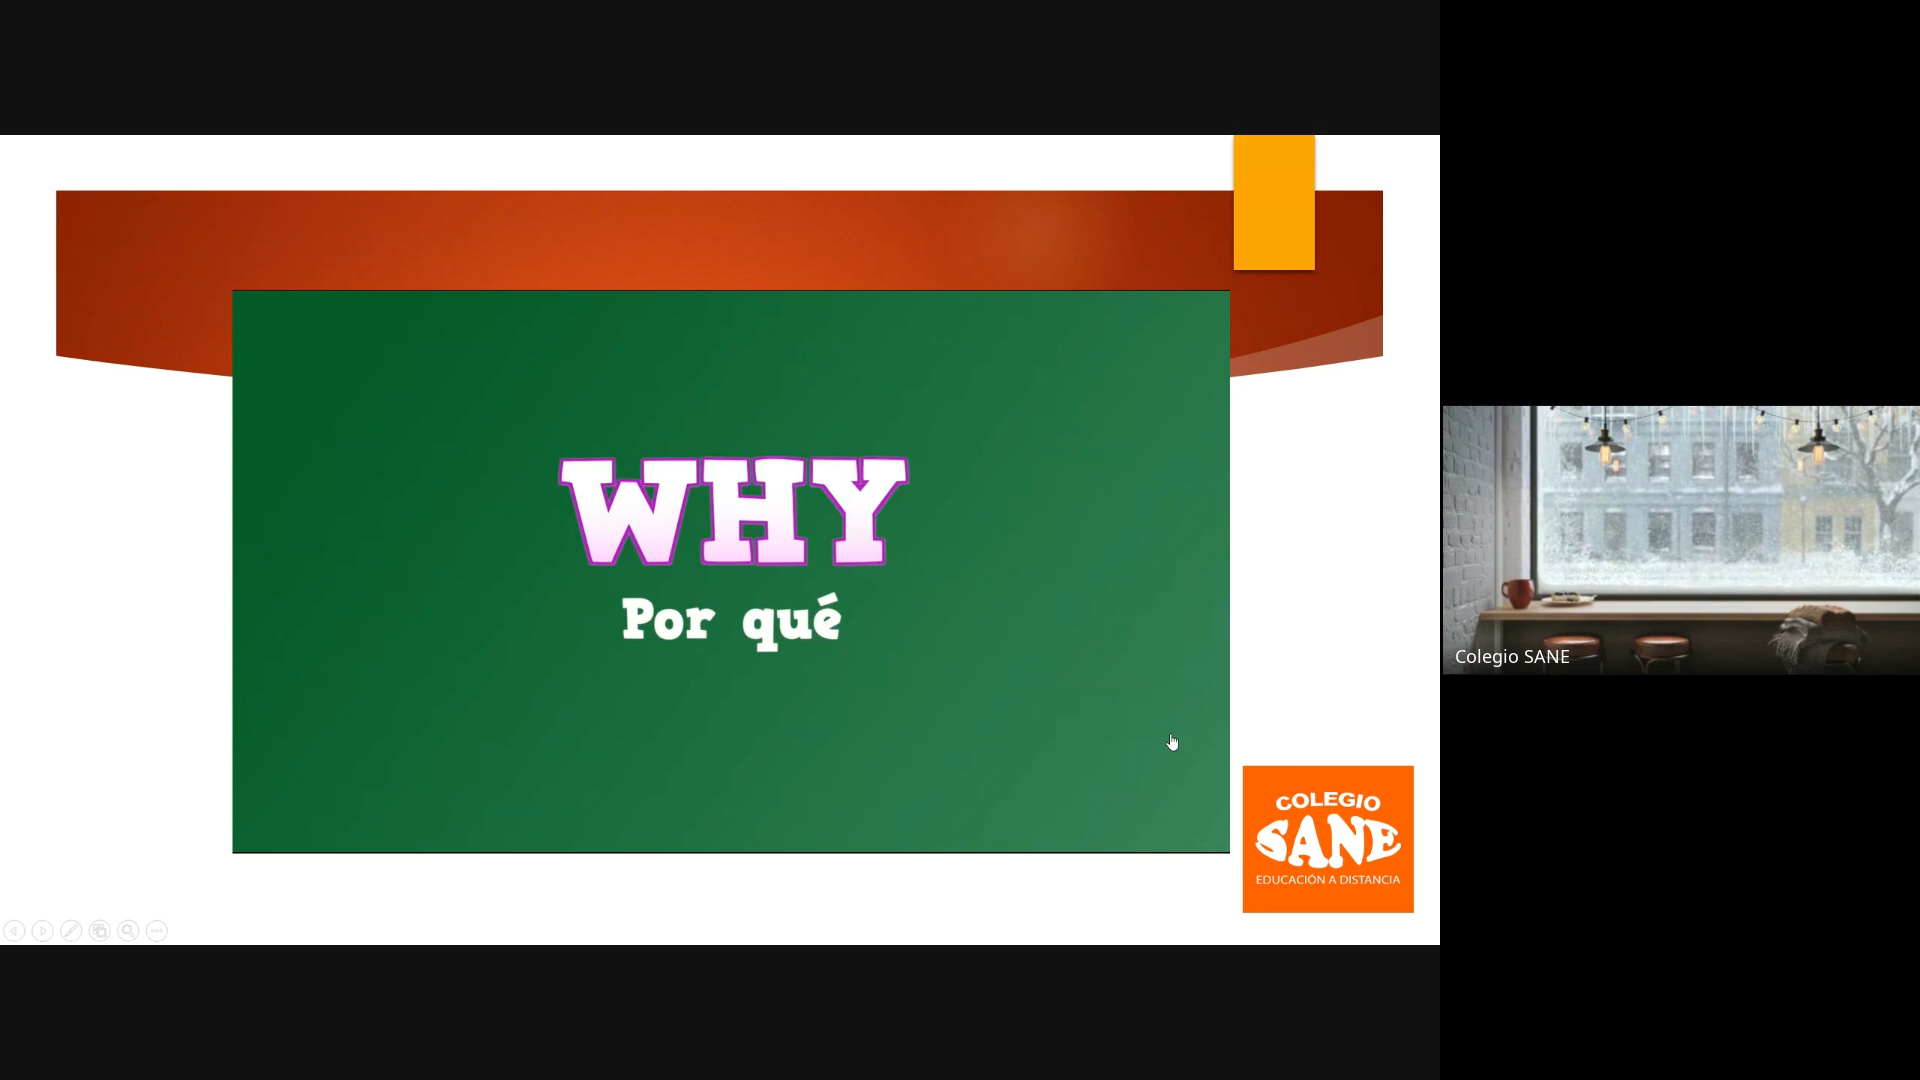 WHY
Por qué
COLEGIO
SANE
EDUCACIÓN A DISTANCIA
Colegio SANE